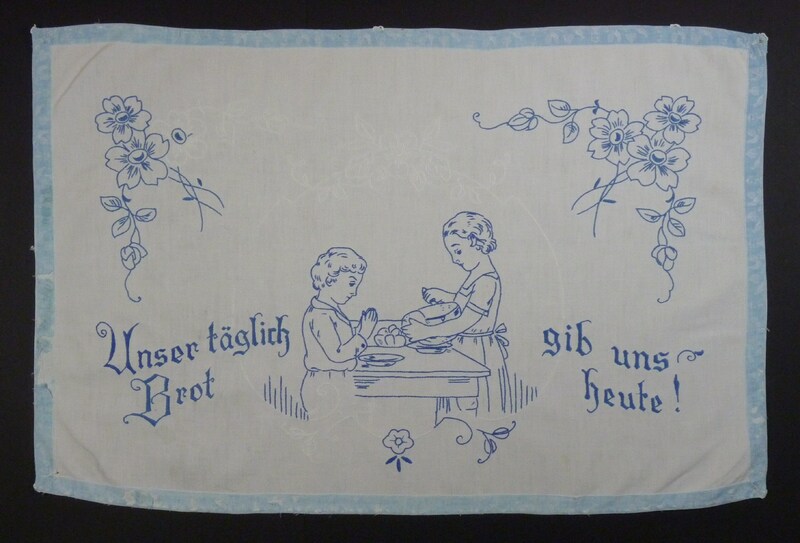 Unser täglich
Brot
gib uns
heute!